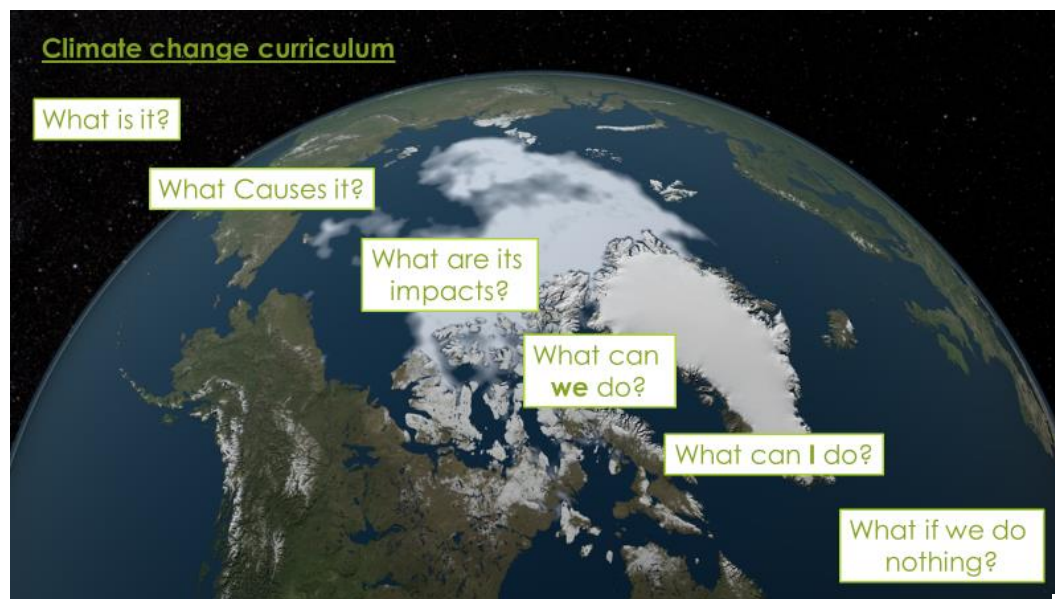 Climate change curriculum
What is it?
What Causes it?
What are its
impacts?
What can
we do?
What can I do?
What if we do
nothing?